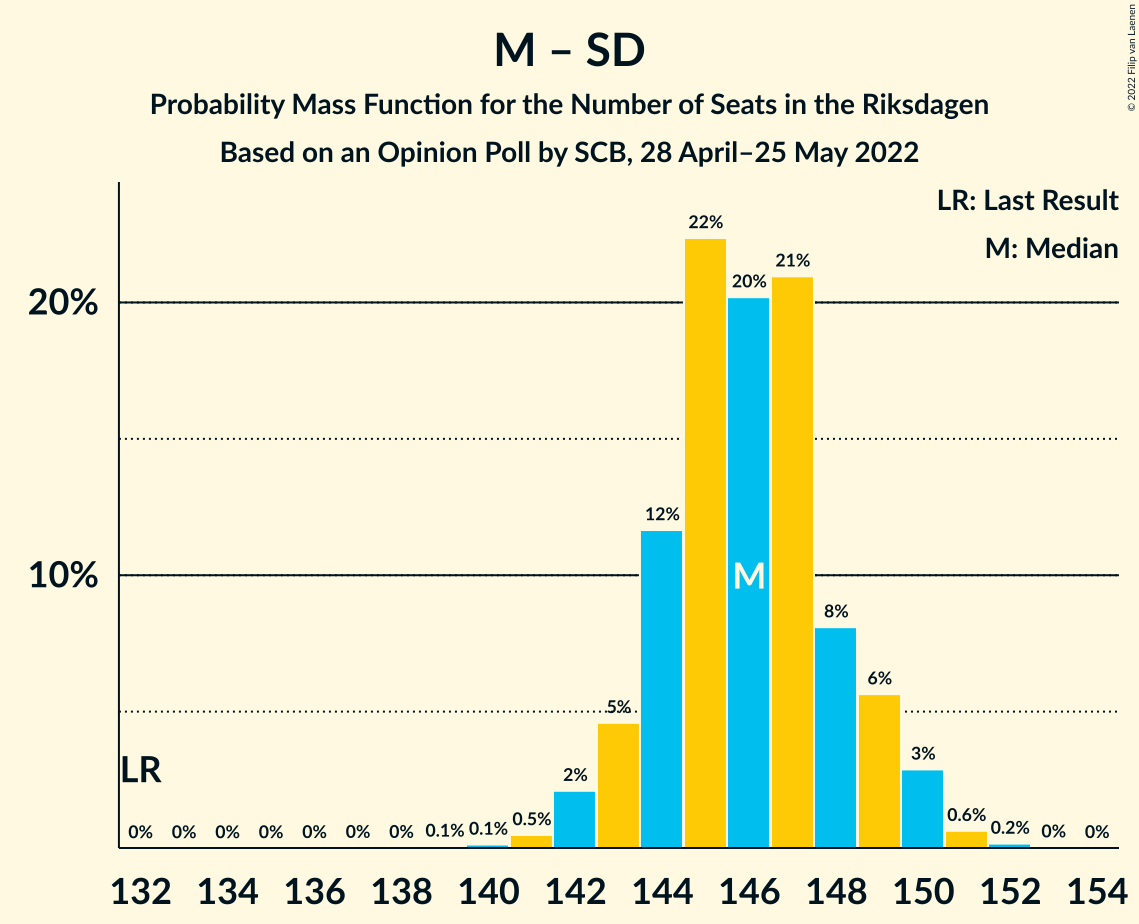 M – SD
Probability Mass Function for the Number of Seats in the Riksdagen
Based on an Opinion Poll by SCB, 28 April–25 May 2022
© 2022 Filip van Laenen
LR: Last Result
M: Median
20%
10%
22%
20%
21%
12%
M
8%
6%
5%
3%
2%
LR
0%
0%
0%
0%
0%
0%
0%
0.1%
0.1%
0.5%
0.6%
0.2%
0%
0%
132 134 136 138 140 142 144 146 148 150 152 154